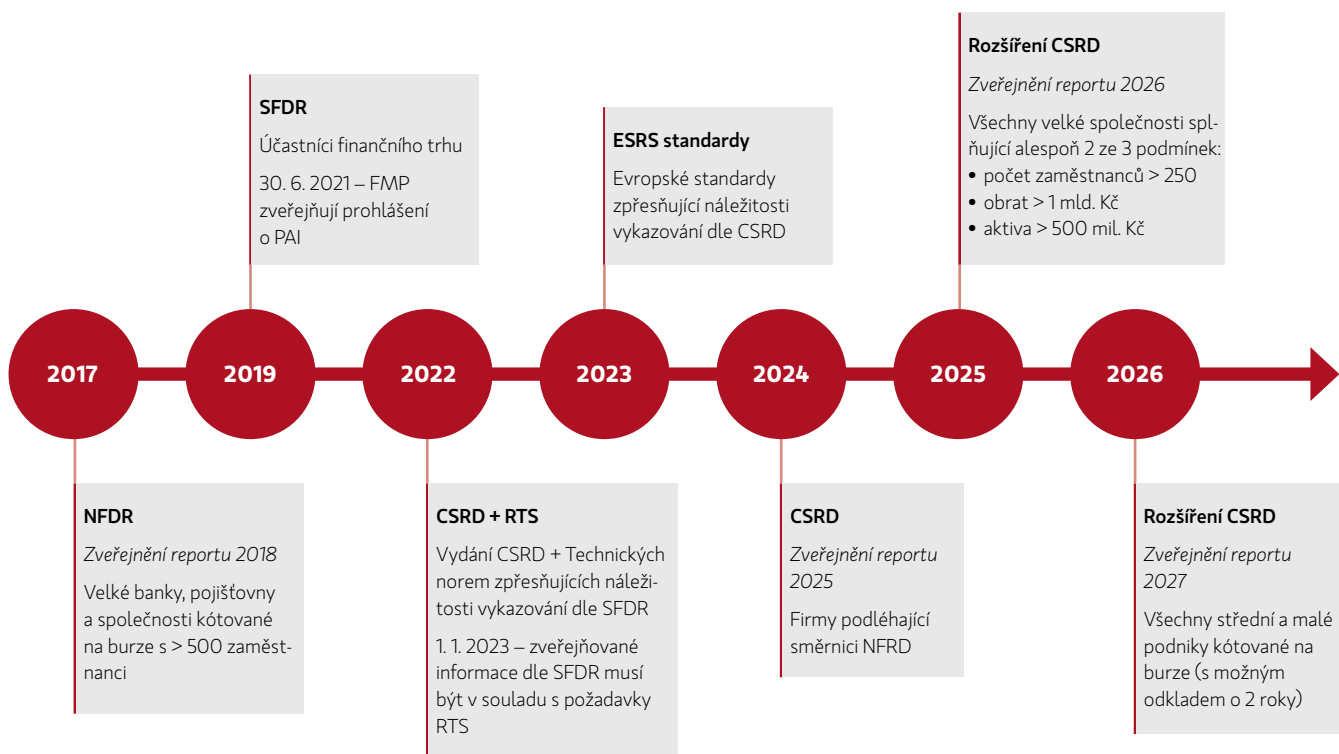 Rozšíření CSRD
Zveřejnění reportu 2026
Všechny velké společnosti spl-
ňující alespoň 2 ze 3 podmínek:
• počet zaměstnanců > 250
• obrat > 1 mld. Kč
• aktiva > 500 mil. Kč
SFDR
Účastníci finančního trhu
30. 6. 2021 – FMP
zveřejňují prohlášení
o PAI
ESRS standardy
Evropské standardy
zpřesňující náležitosti
vykazování dle CSRD
2017
2019
2022
2023
2024
2025
2026
NFDR
Zveřejnění reportu 2018
Velké banky, pojišťovny
a společnosti kótované
na burze s > 500 zaměst-
nanci
CSRD + RTS
Vydání CSRD + Technických
norem zpřesňujících náleži-
tosti vykazování dle SFDR
1. 1. 2023 – zveřejňované
informace dle SFDR musí
být v souladu s požadavky
RTS
CSRD
Zveřejnění reportu
2025
Firmy podléhající
směrnici NFRD
Rozšíření CSRD
Zveřejnění reportu
2027
Všechny střední a malé
podniky kótované na
burze (s možným
odkladem o 2 roky)